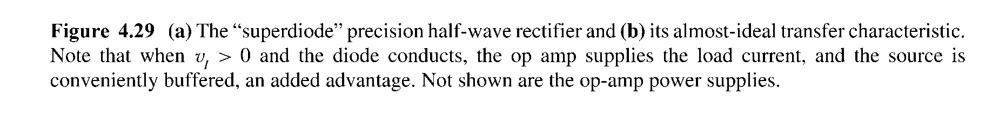 Figure 4.29 (a) The “superdiode” precision half-wave rectifier and (b) its almost-ideal transfer characteristic.
Note that when v_I > 0 and the diode conducts, the op amp supplies the load current, and the source is
conveniently buffered, an added advantage. Not shown are the op-amp power supplies.